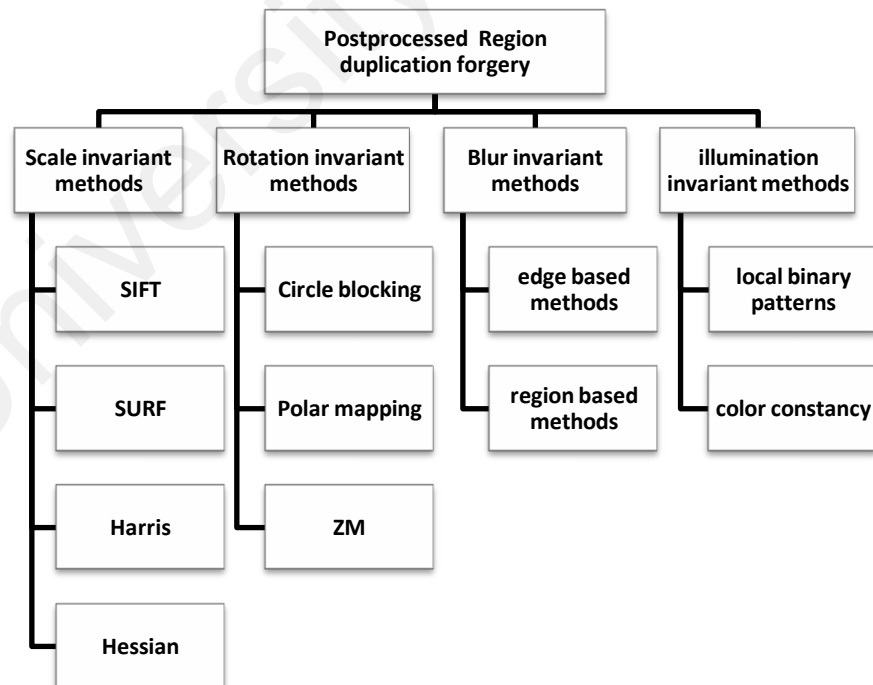 Postprocessed Region
duplication forgery
Scale invariant
methods
Rotation invariant
methods
Blur invariant
methods
illumination
invariant methods
SIFT
SURF
Harris
Hessian
Circle blocking
Polar mapping
ZM
edge based
methods
region based
methods
local binary
patterns
color constancy
University